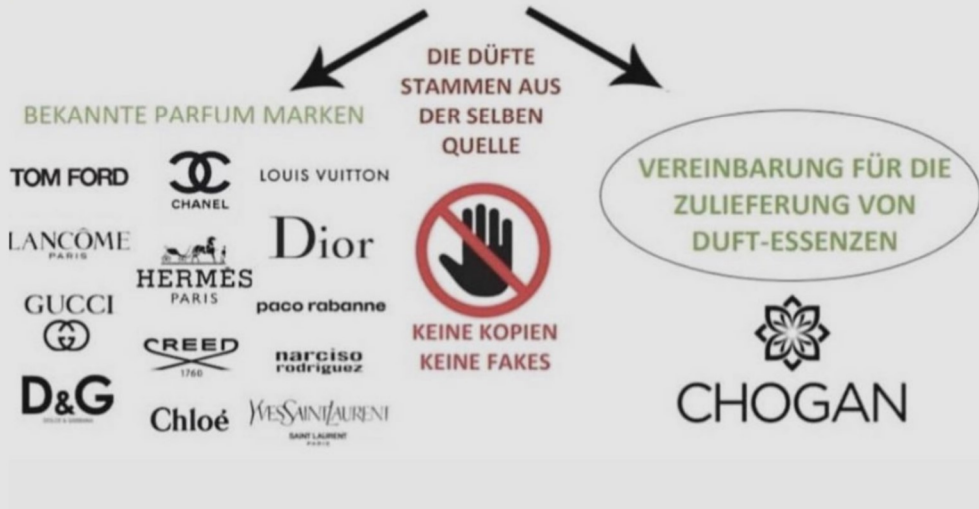 DIE DÜFTE
STAMMEN AUS
DER SELBEN
QUELLE
BEKANNTE PARFUM MARKEN
TOM FORD
CHANEL
LOUIS VUITTON
LANCÔME
PARIS
HERMÈS
PARIS
Dior
GUCCI
paco rabanne
CREED
1760
narciso
rodriguez
D&G
DOLCE & GABBANA
Chloé
YVESSAINTLAURENT
SAINT LAURENT
PARIS
KEINE KOPIEN
KEINE FAKES
VEREINBARUNG FÜR DIE
ZULIEFERUNG VON
DUFT-ESSENZEN
CHOGAN